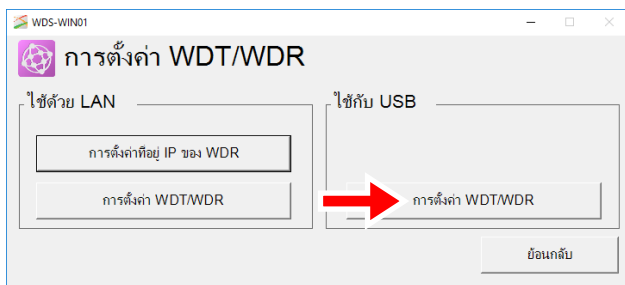 WDS-WIN01
การตั้งค่า WDT/WDR
ใช้ด้วย LAN
การตั้งค่าที่อยู่ IP ของ WDR
การตั้งค่า WDT/WDR
ใช้กับ USB
การตั้งค่า WDT/WDR
ย้อนกลับ